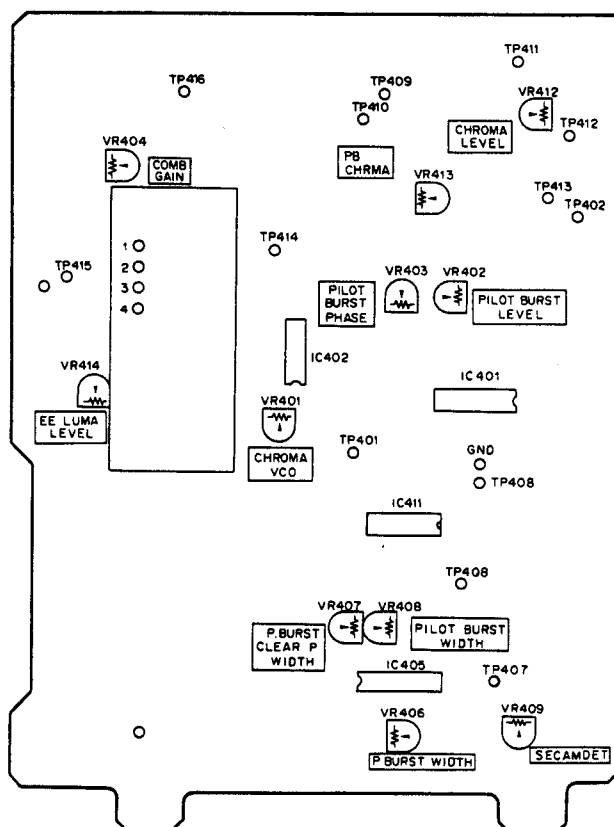 TP411
TP416
TP409
VR412
TP410
TP412
CHROMA
LEVEL
VR404
COMB
GAIN
PB
CHRMA
VR413
TP413
TP402
1
2
3
4
TP414
TP415
VR403
VR402
PILOT
BURST
PHASE
PILOT BURST
LEVEL
IC402
VR414
IC401
EE LUMA
LEVEL
VR401
CHROMA
VCO
TP401
GND
TP408
IC411
TP408
VR407
VR408
P.BURST
CLEAR P
WIDTH
PILOT BURST
WIDTH
IC405
TP407
VR406
VR409
P BURST WIDTH
SECAMDET